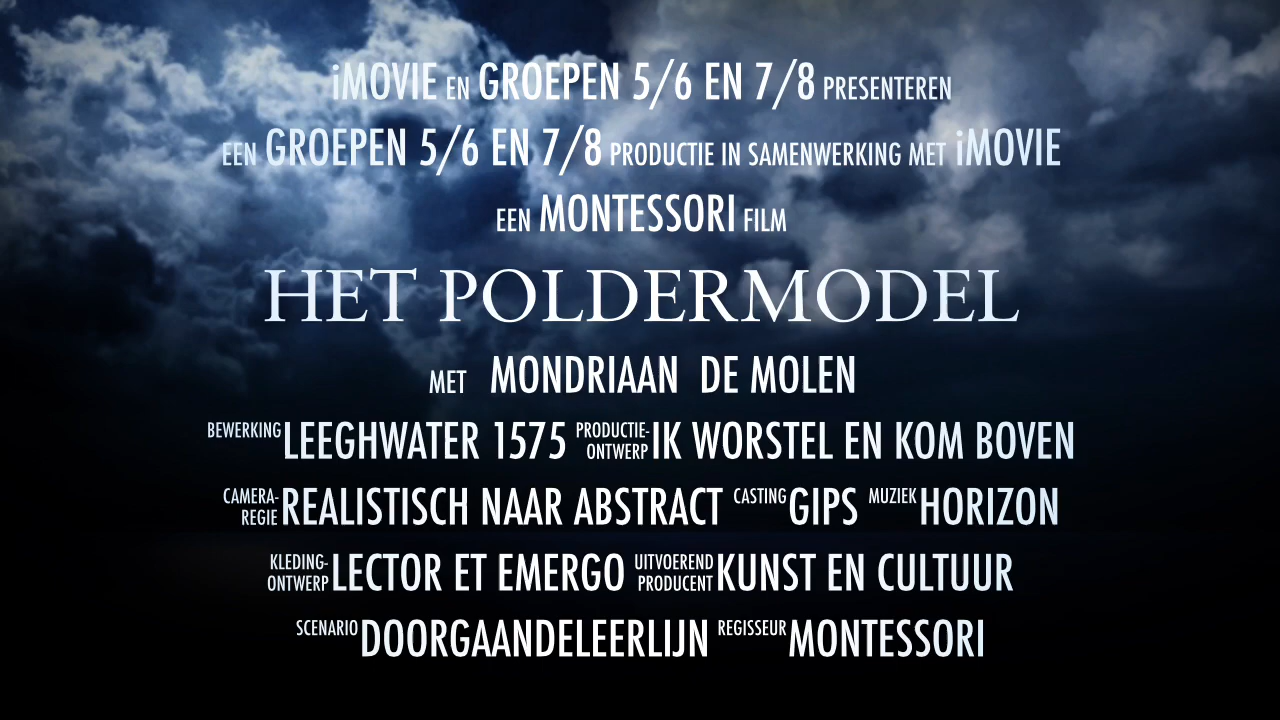 iMOVIE EN GROEPEN 5/6 EN 7/8 PRESENTEREN
EEN GROEPEN 5/6 EN 7/8 PRODUCTIE IN SAMENWERKING MET iMOVIE
EEN MONTESSORI FILM
HET POLDERMODEL
MET MONDRIAAN DE MOLEN
BEWERKING LEEGHWATER 1575 PRODUCTIE-ONTWERP IK WORSTEL EN KOM BOVEN
CAMERA-REGIE REALISTISCH NAAR ABSTRACT CASTING GIPS MUZIEK HORIZON
KLEDING-ONTWERP LECTOR ET EMERGO UITVOEREND PRODUCENT KUNST EN CULTUUR
SCENARIO DOORGAANDELEERLIJN REGISSEUR MONTESSORI